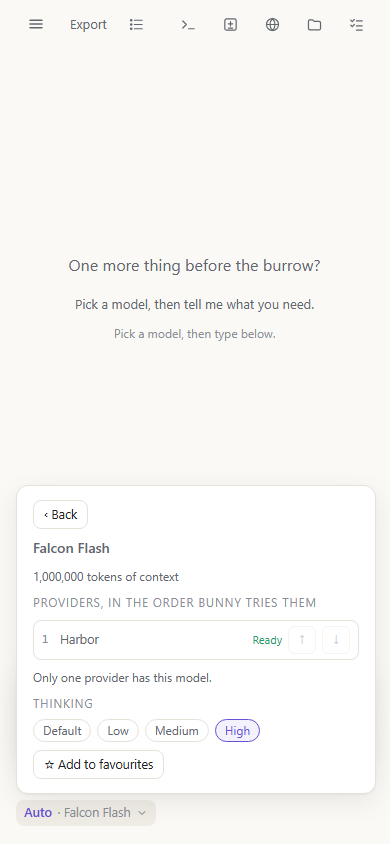 Export
One more thing before the burrow?
Pick a model, then tell me what you need.
Pick a model, then type below.
‹ Back
Falcon Flash
1,000,000 tokens of context
PROVIDERS, IN THE ORDER BUNNY TRIES THEM
1 Harbor Ready ↑ ↓
Only one provider has this model.
THINKING
Default Low Medium High
☆ Add to favourites
Auto · Falcon Flash